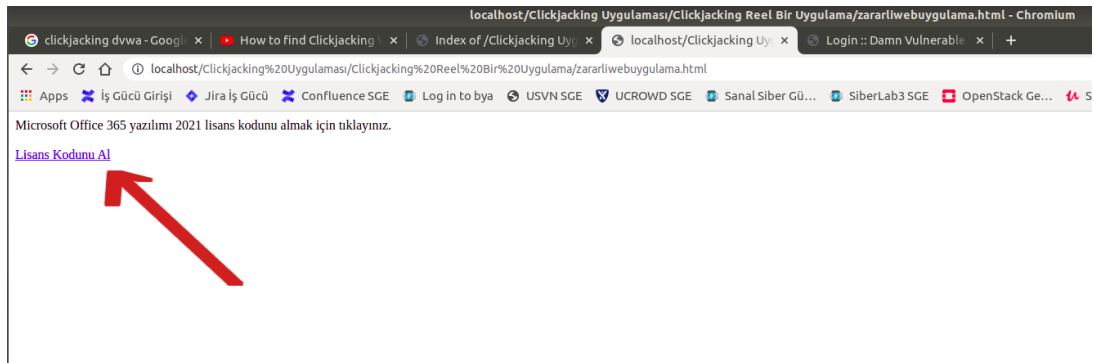 localhost/Clickjacking Uygulaması/Clickjacking Reel Bir Uygulama/zararliwebuygulama.html - Chromium
clickjacking dvwa - Googl × How to find Clickjacking × Index of /Clickjacking Uyg × localhost/Clickjacking Uyg × Login :: Damn Vulnerable × +
localhost/Clickjacking%20Uygulaması/Clickjacking%20Reel%20Bir%20Uygulama/zararliwebuygulama.html
Apps İş Gücü Girişi Jira İş Gücü Confluence SGE Log in to bya USVN SGE UCROWD SGE Sanal Siber Gü... SiberLab3 SGE OpenStack Ge... S
Microsoft Office 365 yazılımı 2021 lisans kodunu almak için tıklayınız.
Lisans Kodunu Al